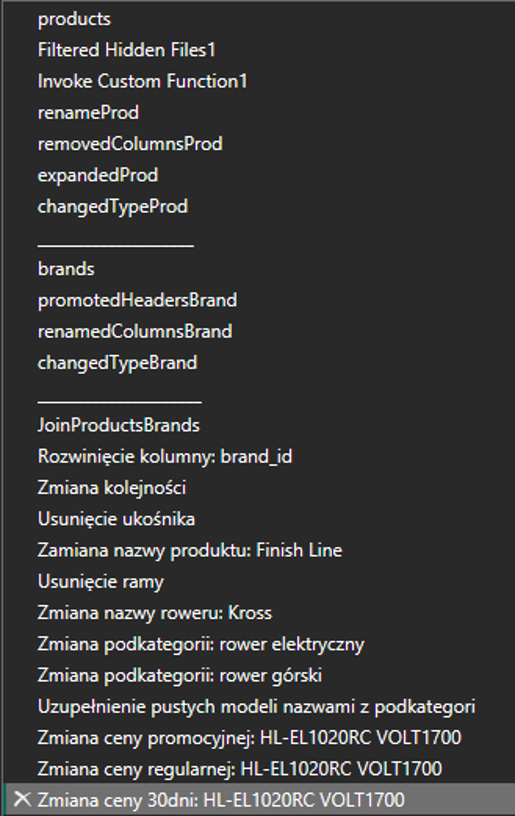 products
Filtered Hidden Files1
Invoke Custom Function1
renameProd
removedColumnsProd
expandedProd
changedTypeProd
___________________
brands
promotedHeadersBrand
renamedColumnsBrand
changedTypeBrand
____________________
JoinProductsBrands
Rozwinięcie kolumny: brand_id
Zmiana kolejności
Usunięcie ukośnika
Zamiana nazwy produktu: Finish Line
Usunięcie ramy
Zmiana nazwy roweru: Kross
Zmiana podkategorii: rower elektryczny
Zmiana podkategorii: rower górski
Uzupełnienie pustych modeli nazwami z podkategori
Zmiana ceny promocyjnej: HL-EL1020RC VOLT1700
Zmiana ceny regularnej: HL-EL1020RC VOLT1700
Zmiana ceny 30dni: HL-EL1020RC VOLT1700